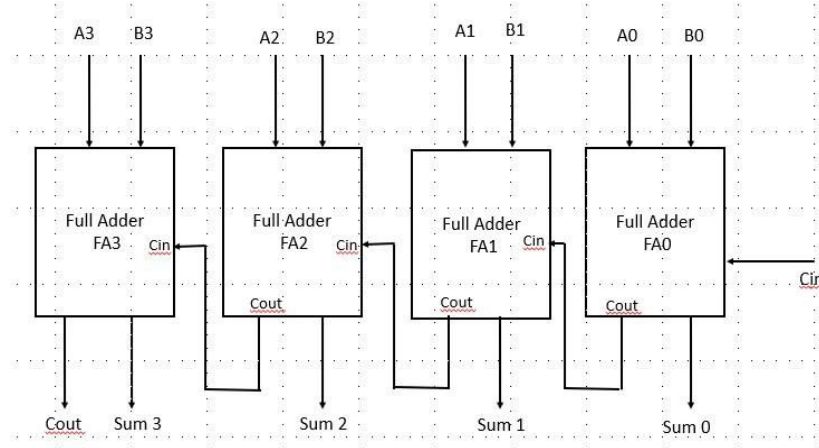 A3 B3 A2 B2 A1 B1 A0 B0
Full Adder
FA3
Cin
Full Adder
FA2
Cin
Cout
Full Adder
FA1
Cin
Cout
Full Adder
FA0
Cout
Cin
Cout Sum 3 Sum 2 Sum 1 Sum 0